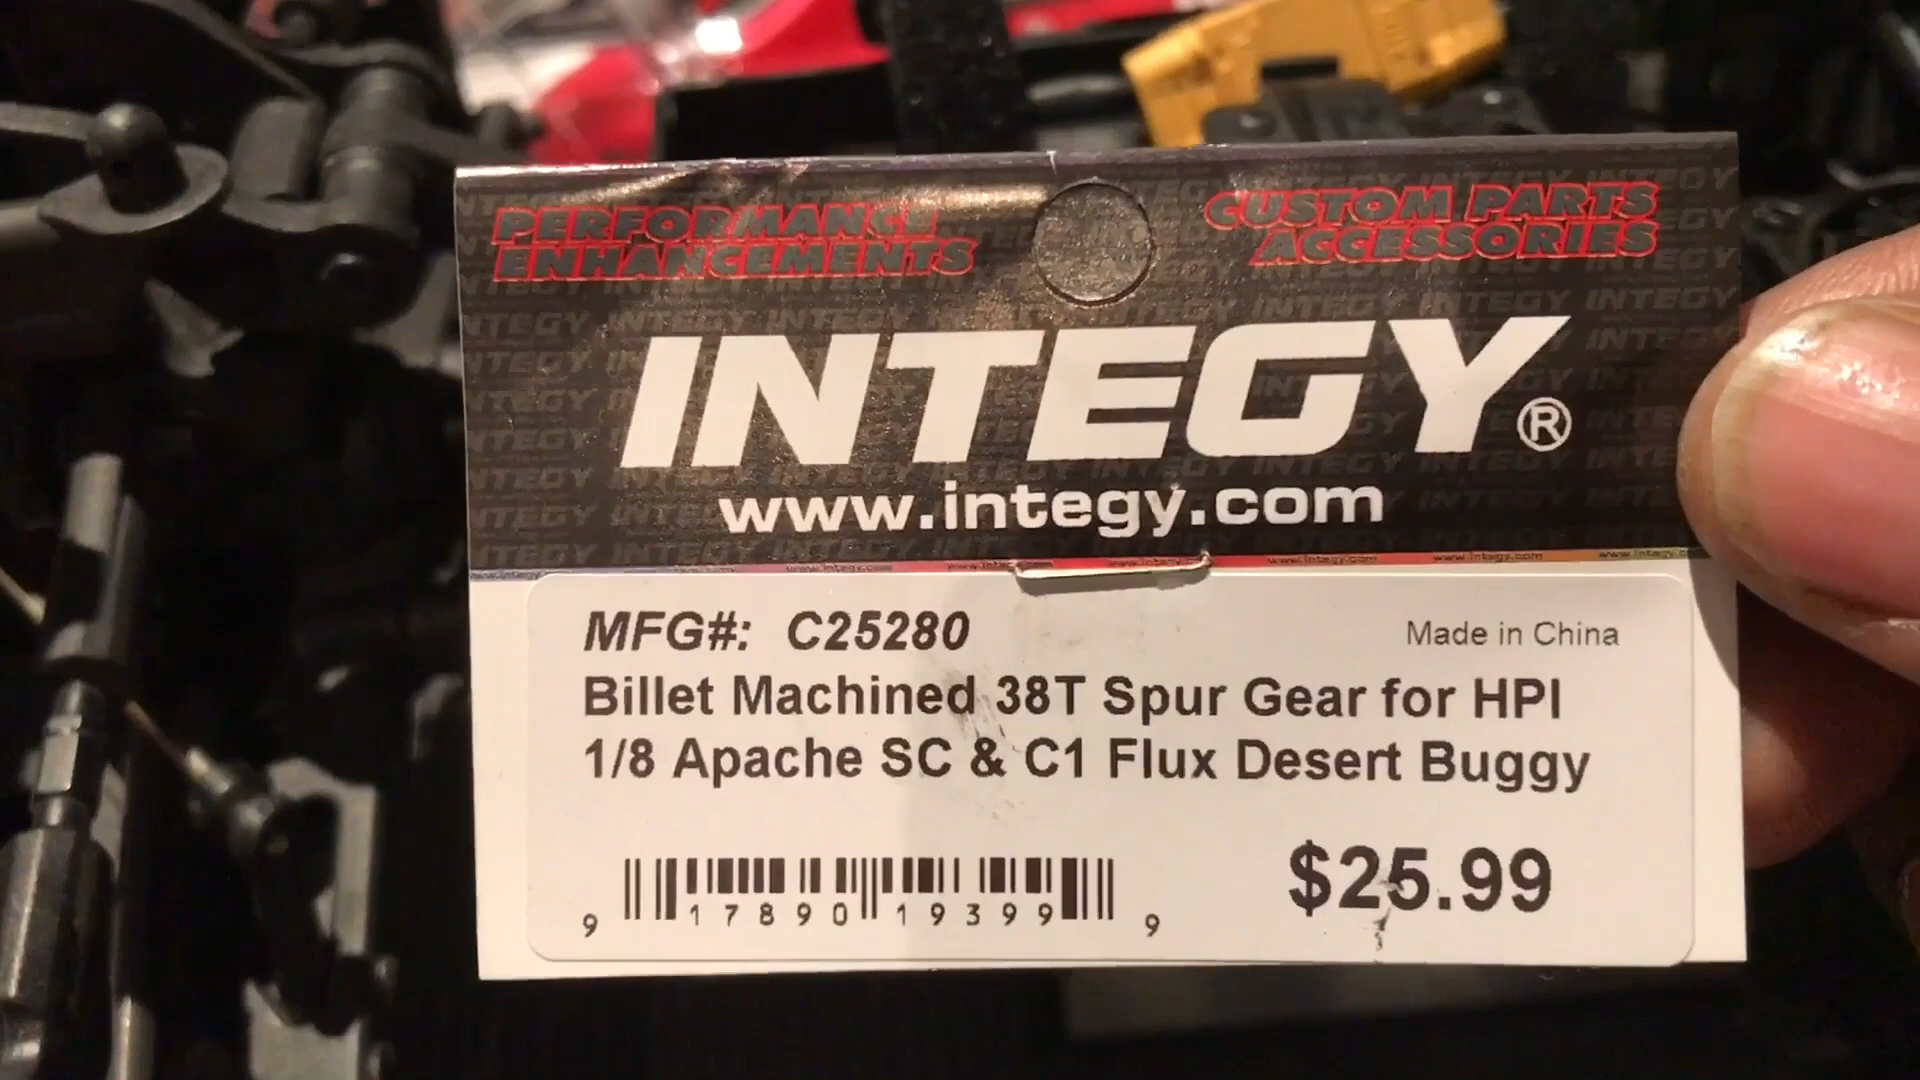 PERFORMANCE
ENHANCEMENTS
CUSTOM PARTS
ACCESSORIES
INTEGY®
www.integy.com
MFG#: C25280
Made in China
Billet Machined 38T Spur Gear for HPI
1/8 Apache SC & C1 Flux Desert Buggy
$25.99
9 17890 19399 9